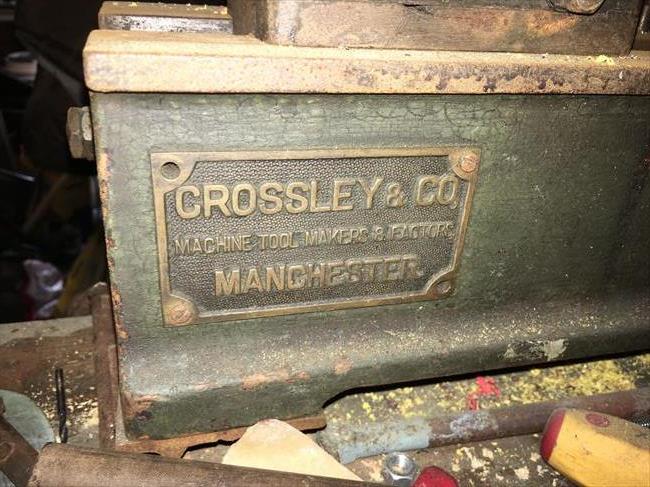 CROSSLEY & CO,
MACHINE TOOL MAKERS & FACTORS
MANCHESTER